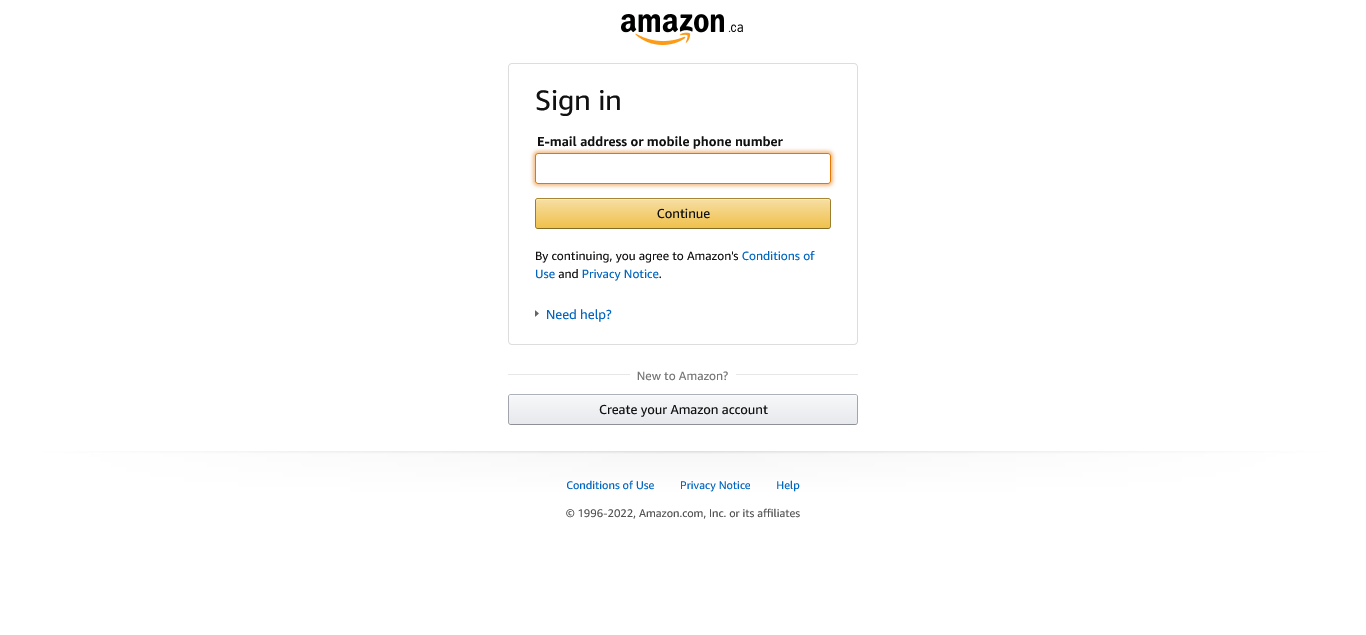 amazon.ca
Sign in
E-mail address or mobile phone number
Continue
By continuing, you agree to Amazon's Conditions of
Use and Privacy Notice.
Need help?
New to Amazon?
Create your Amazon account
Conditions of Use Privacy Notice Help
© 1996-2022, Amazon.com, Inc. or its affiliates